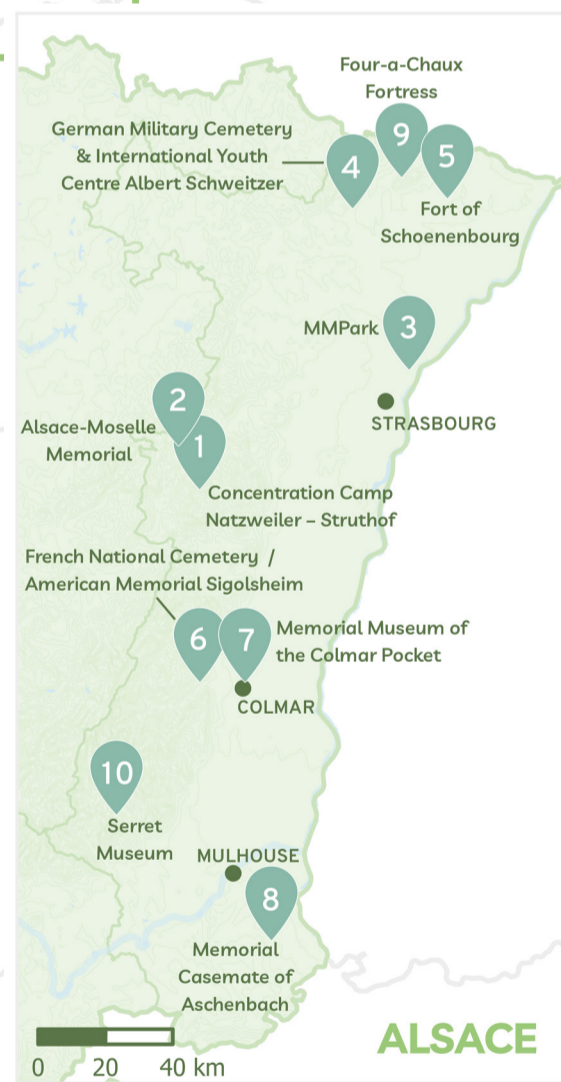 Four-a-Chaux
Fortress
German Military Cemetery
& International Youth
Centre Albert Schweitzer
9
4
5
Fort of
Schoenenbourg
MMPark
3
STRASBOURG
2
Alsace-Moselle
Memorial
1
Concentration Camp
Natzweiler – Struthof
French National Cemetery /
American Memorial Sigolsheim
6
7
Memorial Museum of
the Colmar Pocket
COLMAR
10
Serret
Museum
MULHOUSE
8
Memorial
Casemate of
Aschenbach
ALSACE
0 20 40 km